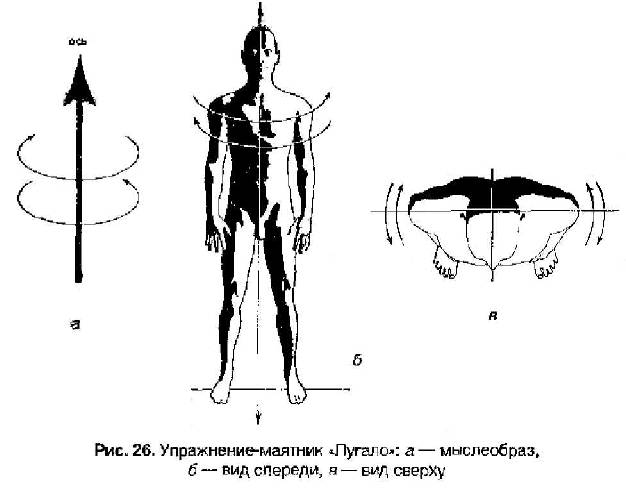 ось
а
б
в
Рис. 26. Упражнение-маятник «Пугало»: а — мыслеобраз,
б — вид спереди, в — вид сверху